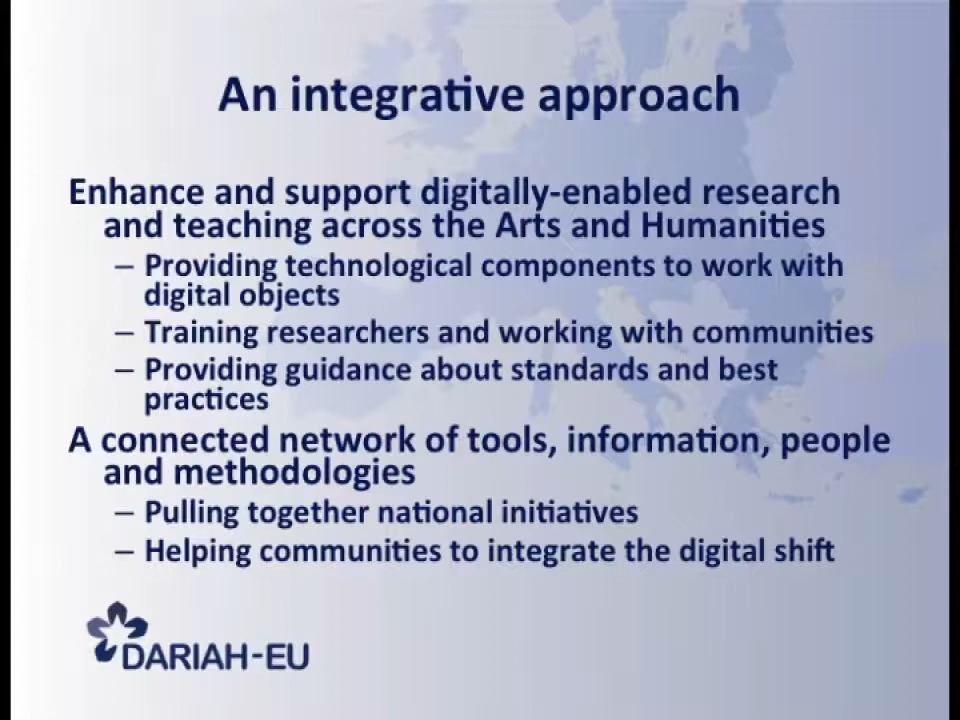 An integrative approach
Enhance and support digitally-enabled research
and teaching across the Arts and Humanities
– Providing technological components to work with
digital objects
– Training researchers and working with communities
– Providing guidance about standards and best
practices
A connected network of tools, information, people
and methodologies
– Pulling together national initiatives
– Helping communities to integrate the digital shift
DARIAH-EU